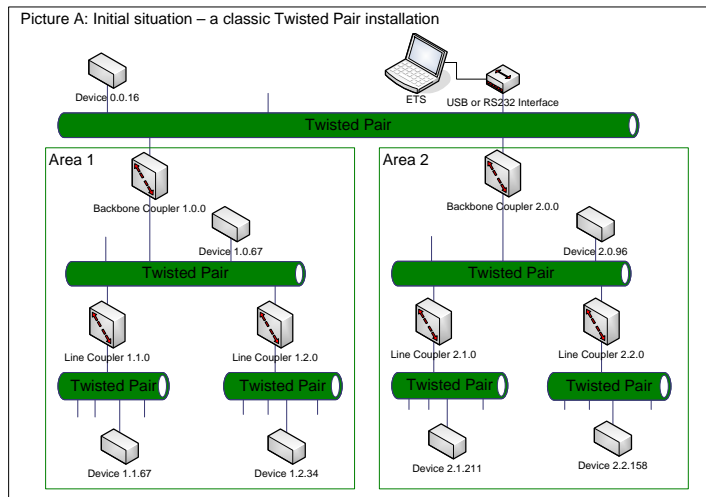 Picture A: Initial situation – a classic Twisted Pair installation
Device 0.0.16
ETS
USB or RS232 Interface
Twisted Pair
Area 1
Area 2
Backbone Coupler 1.0.0
Backbone Coupler 2.0.0
Device 1.0.67
Device 2.0.96
Twisted Pair
Twisted Pair
Line Coupler 1.1.0
Line Coupler 1.2.0
Line Coupler 2.1.0
Line Coupler 2.2.0
Twisted Pair
Twisted Pair
Twisted Pair
Twisted Pair
Device 1.1.67
Device 1.2.34
Device 2.1.211
Device 2.2.158